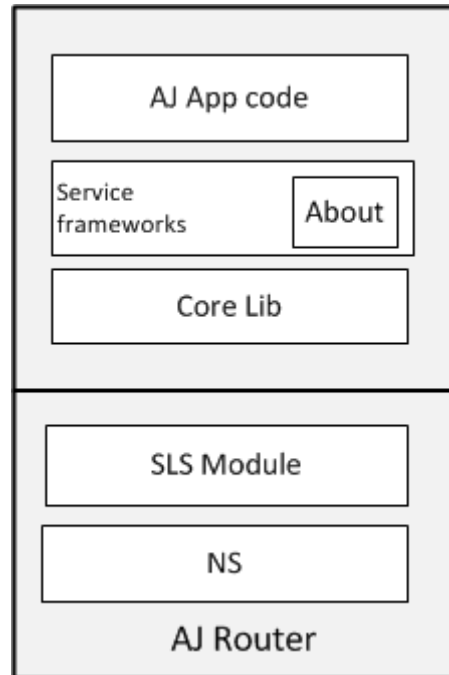 AJ App code
Service
frameworks
About
Core Lib
SLS Module
NS
AJ Router